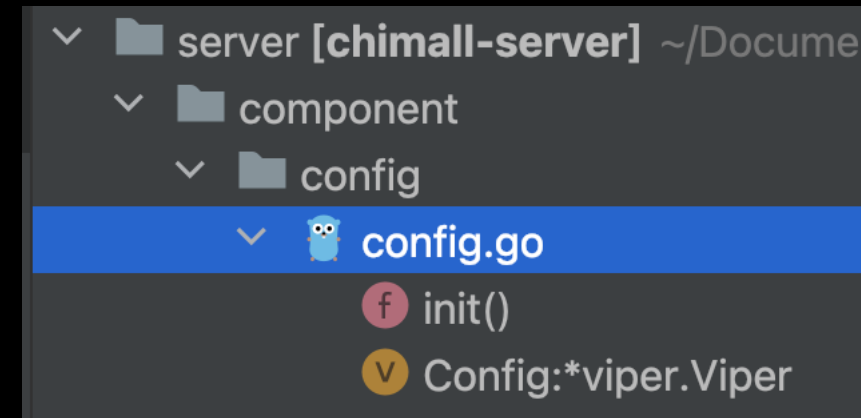 server [chimall-server] ~/Docume
component
config
config.go
f init()
V Config:*viper.Viper